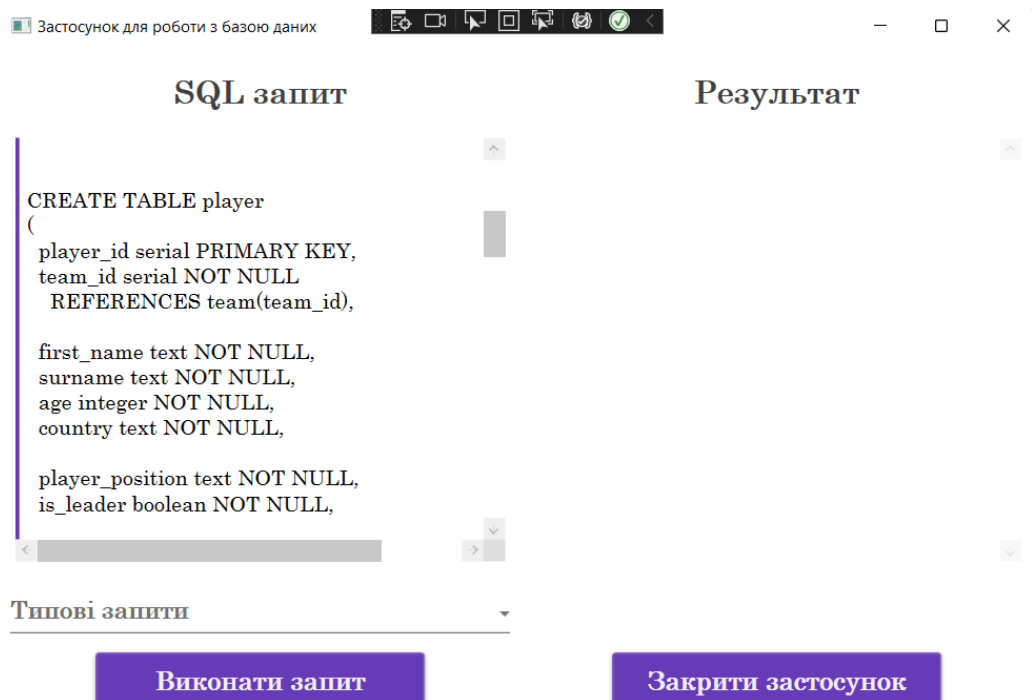 Застосунок для роботи з базою даних
SQL запит
Результат
CREATE TABLE player
(
player_id serial PRIMARY KEY,
team_id serial NOT NULL
REFERENCES team(team_id),
first_name text NOT NULL,
surname text NOT NULL,
age integer NOT NULL,
country text NOT NULL,
player_position text NOT NULL,
is_leader boolean NOT NULL,
Типові запити
Виконати запит
Закрити застосунок